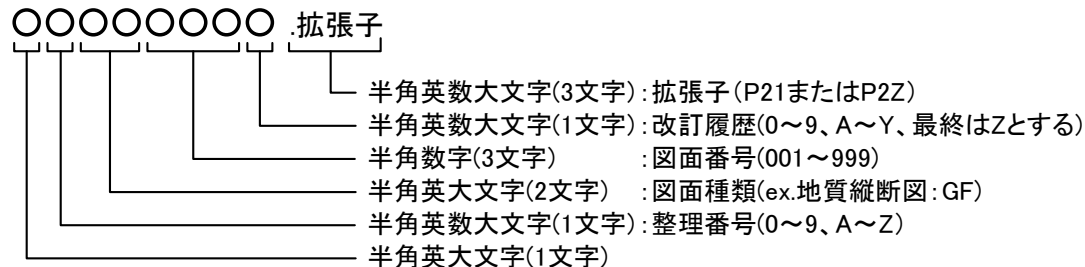 ○○○○○○○○ .拡張子
半角英数大文字(3文字):拡張子(P21またはP2Z)
半角英数大文字(1文字):改訂履歴(0～9、A～Y、最終はZとする)
半角数字(3文字) :図面番号(001～999)
半角英大文字(2文字) :図面種類(ex.地質縦断図:GF)
半角英数大文字(1文字):整理番号(0～9、A～Z)
半角英大文字(1文字)